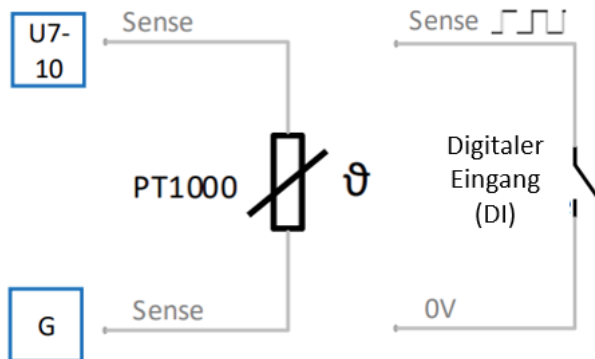 U7-
10
Sense
Sense
PT1000
ϑ
Digitaler
Eingang
(DI)
G
Sense
0V